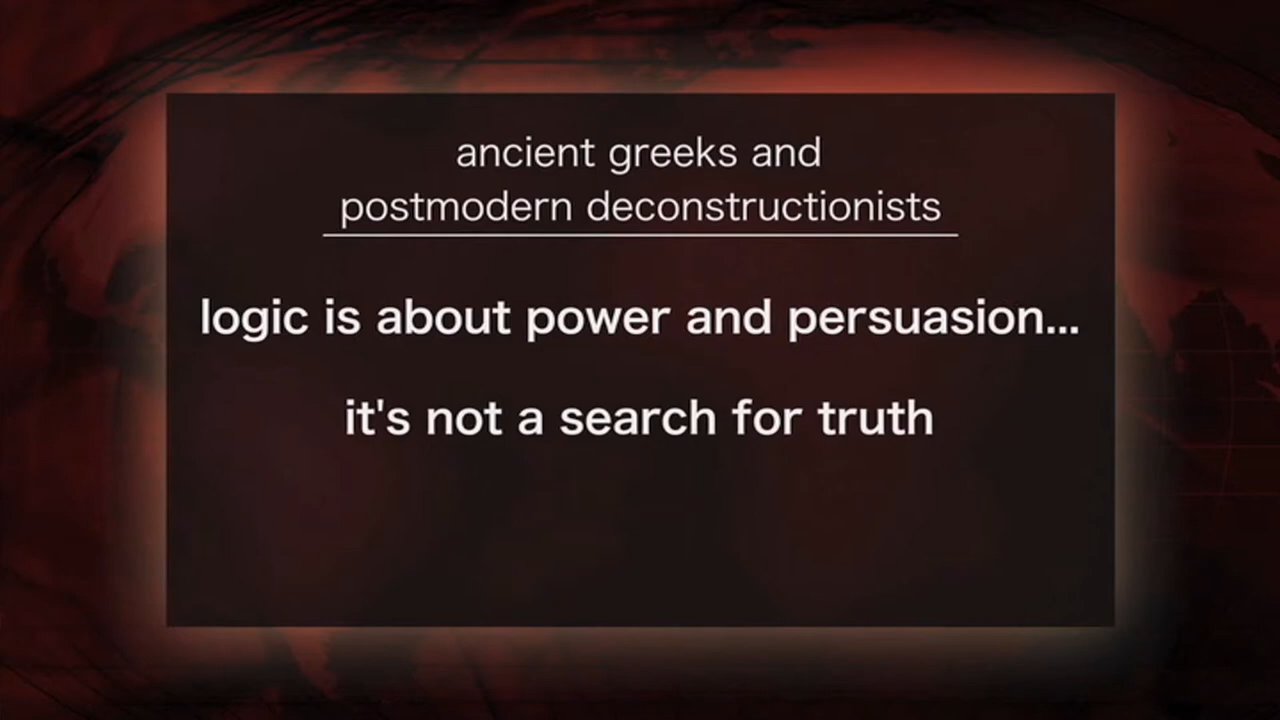 ancient greeks and
postmodern deconstructionists
logic is about power and persuasion...
it's not a search for truth